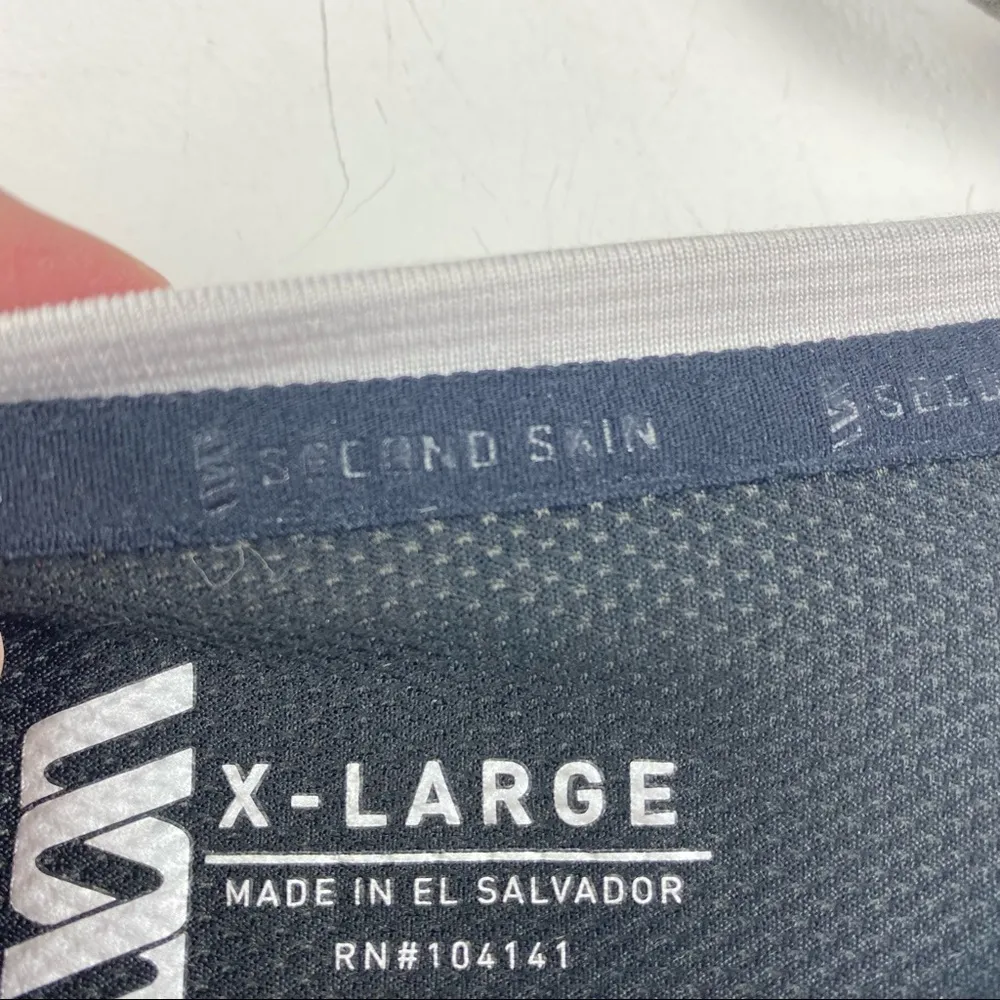 SECOND SKIN
X-LARGE
MADE IN EL SALVADOR
RN#104141